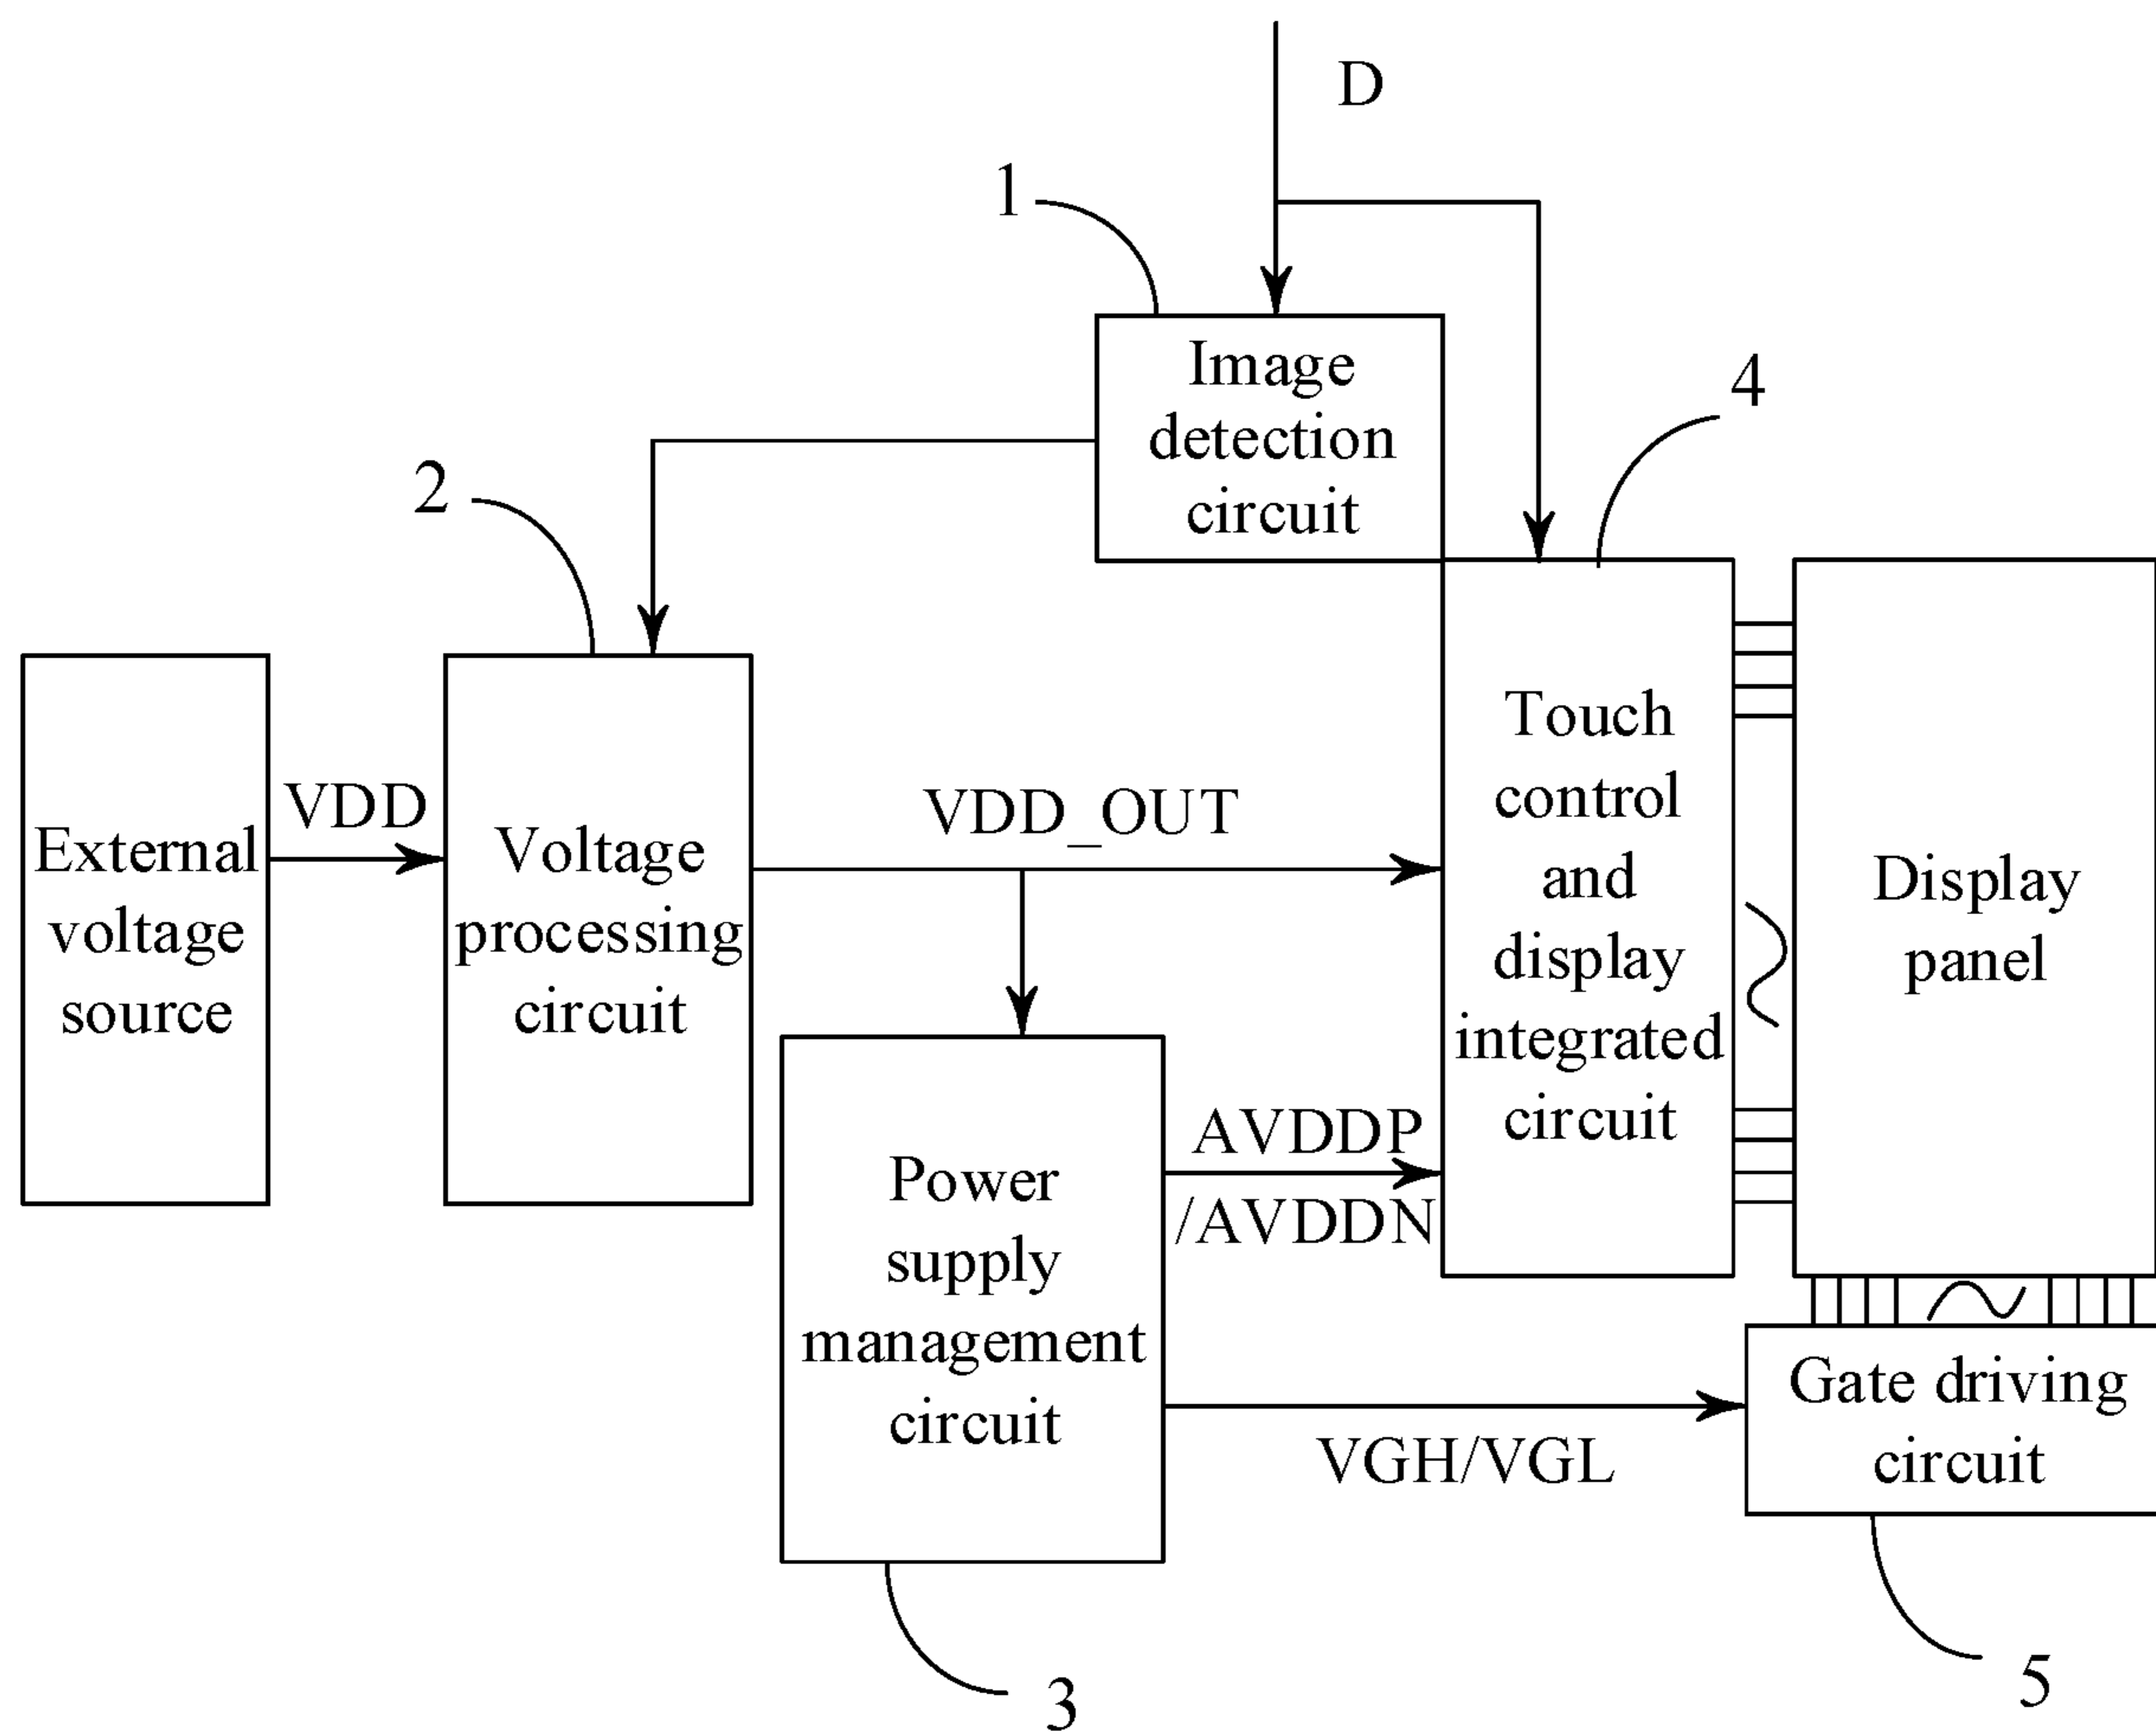 D
1
Image
detection
circuit
4
2
External
voltage
source
VDD
Voltage
processing
circuit
VDD_OUT
Touch
control
and
display
integrated
circuit
Display
panel
Power
supply
management
circuit
AVDDP
/AVDDN
VGH/VGL
Gate driving
circuit
3
5